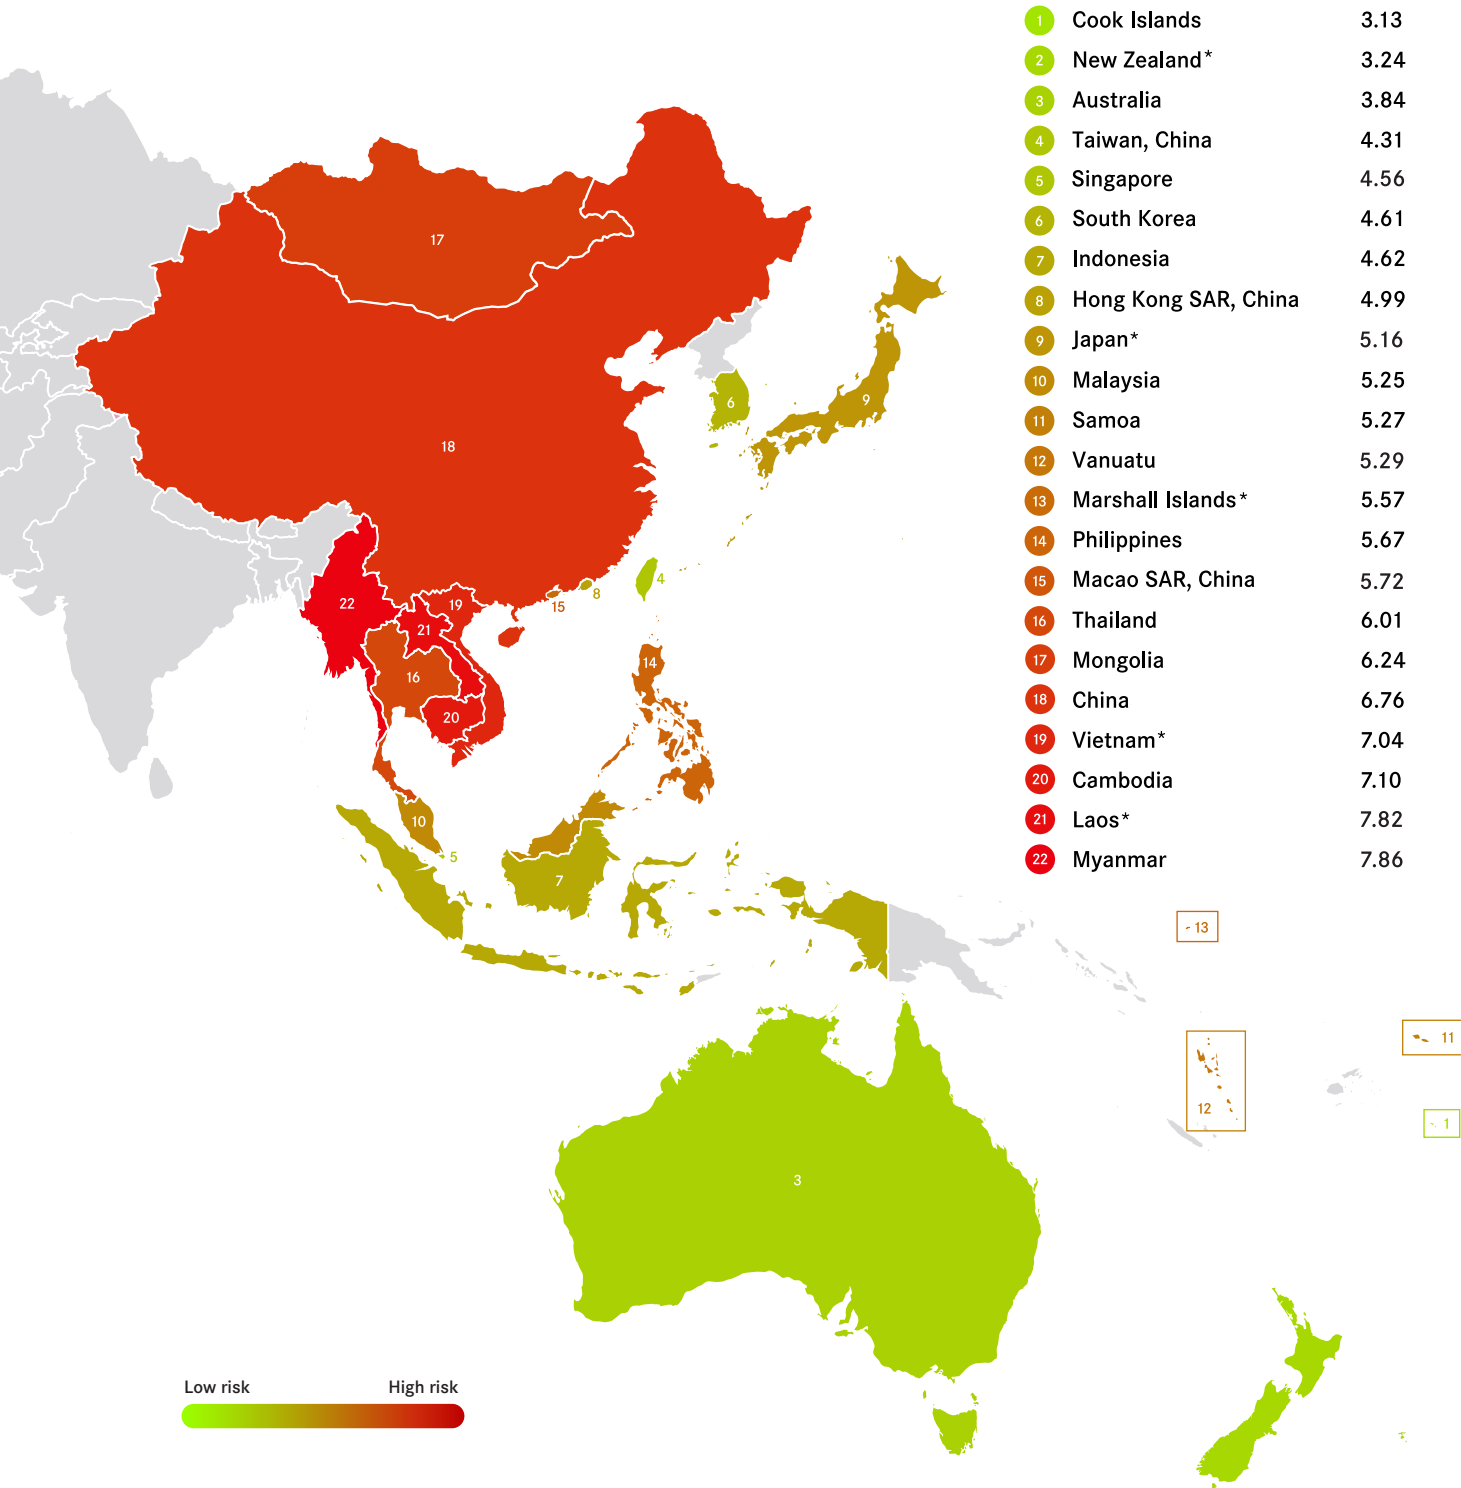 1 Cook Islands 3.13
2 New Zealand* 3.24
3 Australia 3.84
4 Taiwan, China 4.31
5 Singapore 4.56
6 South Korea 4.61
7 Indonesia 4.62
8 Hong Kong SAR, China 4.99
9 Japan* 5.16
10 Malaysia 5.25
11 Samoa 5.27
12 Vanuatu 5.29
13 Marshall Islands* 5.57
14 Philippines 5.67
15 Macao SAR, China 5.72
16 Thailand 6.01
17 Mongolia 6.24
18 China 6.76
19 Vietnam* 7.04
20 Cambodia 7.10
21 Laos* 7.82
22 Myanmar 7.86
17
9
6
18
4
8
22
19
15
21
14
16
20
10
5
7
13
11
12
1
3
Low risk High risk